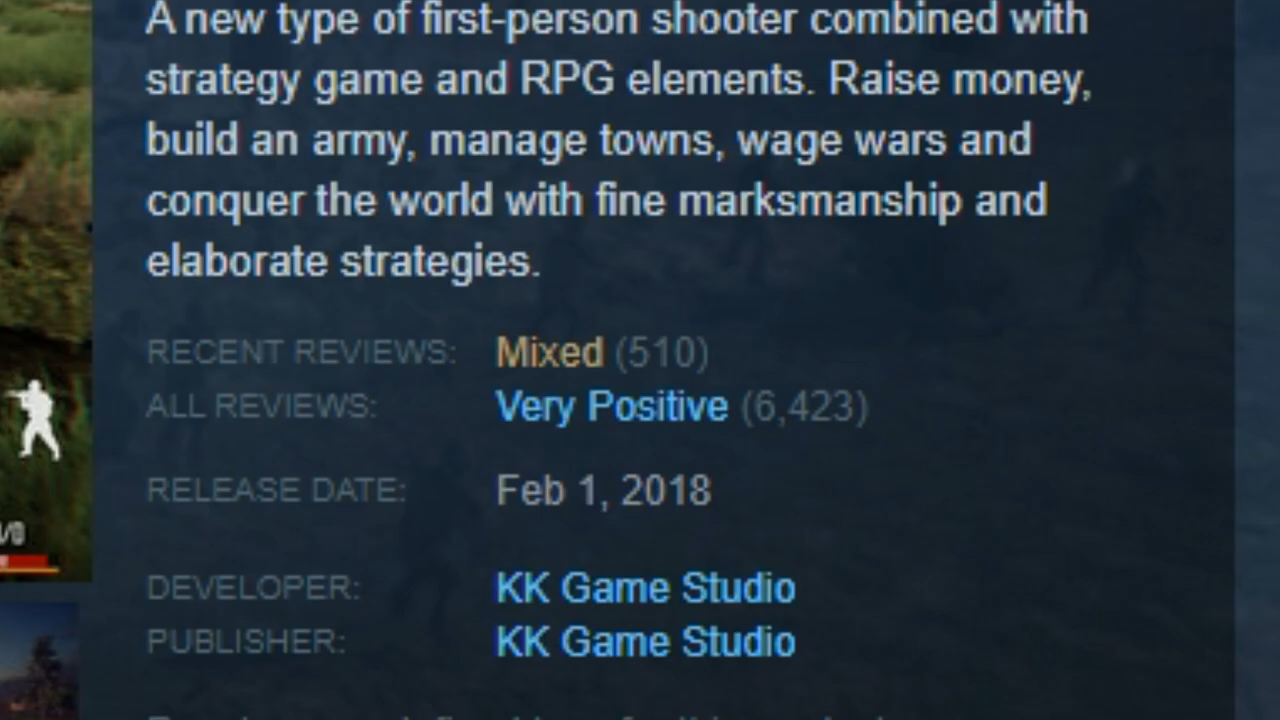 A new type of first-person shooter combined with
strategy game and RPG elements. Raise money,
build an army, manage towns, wage wars and
conquer the world with fine marksmanship and
elaborate strategies.
RECENT REVIEWS: Mixed (510)
ALL REVIEWS: Very Positive (6,423)
RELEASE DATE: Feb 1, 2018
DEVELOPER: KK Game Studio
PUBLISHER: KK Game Studio